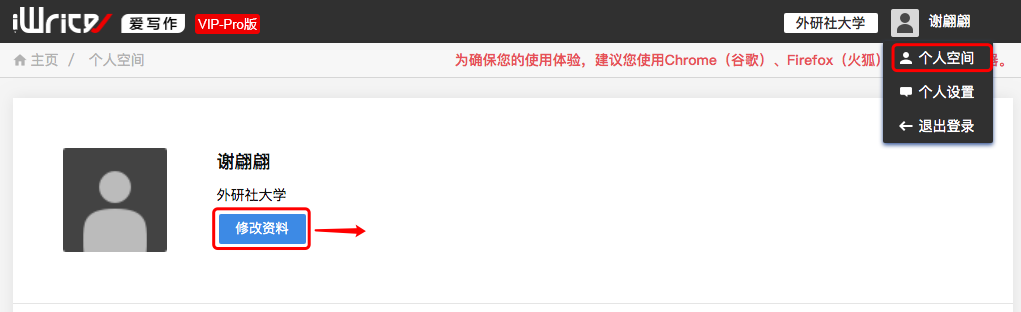 iWrite 爱写作 VIP-Pro版 外研社大学 谢翩翩
主页 / 个人空间 为确保您的使用体验，建议您使用Chrome（谷歌）、Firefox（火狐） 器。
个人空间
个人设置
退出登录
谢翩翩
外研社大学
修改资料